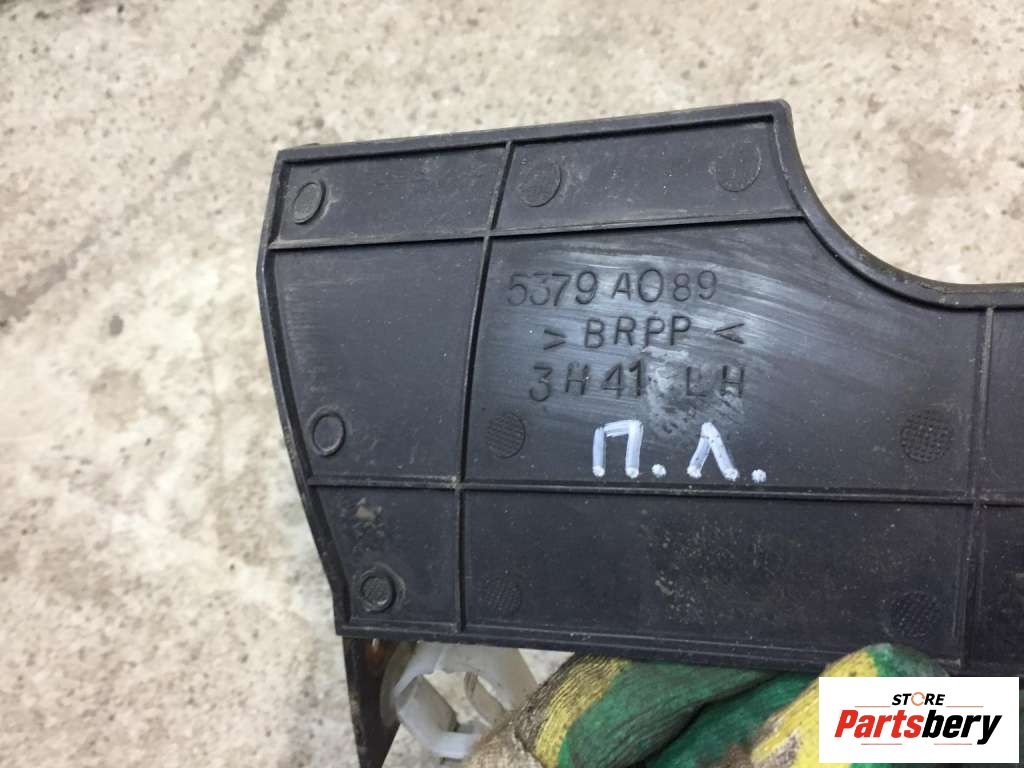 5379A089
> BRPP <
3H41 LH
П.Л.
STORE
Partsbery